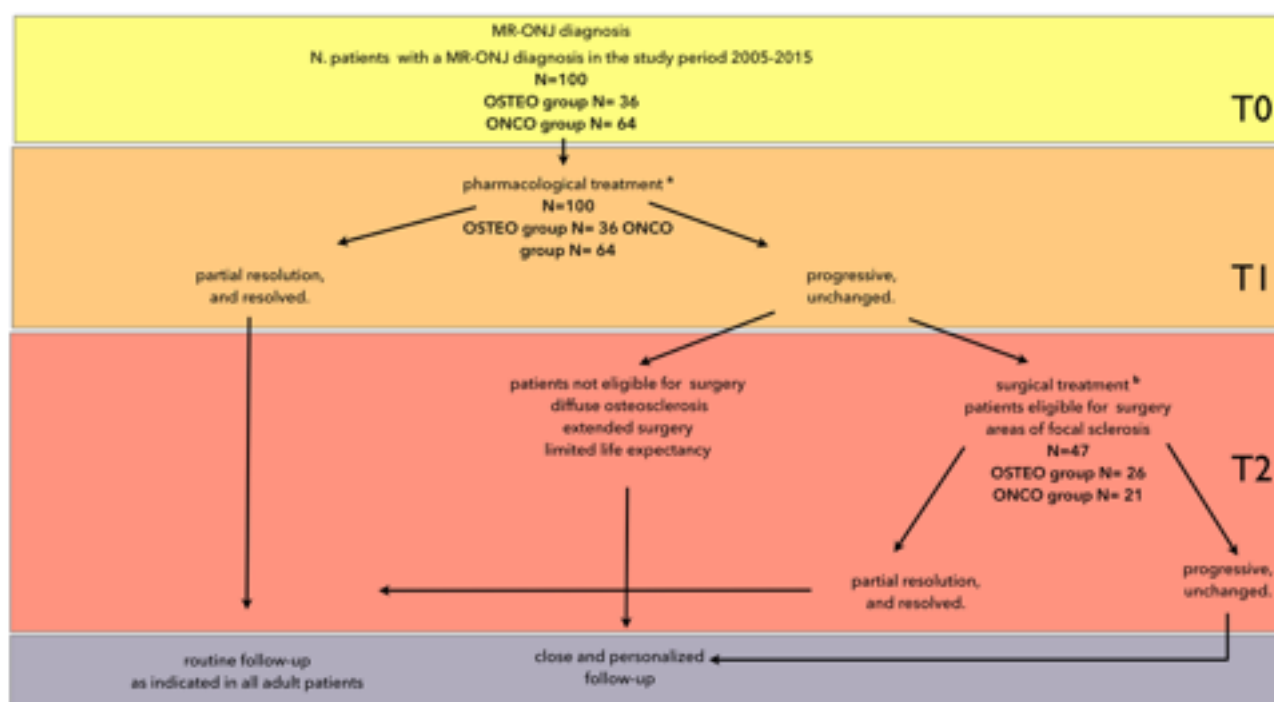 MR-ONJ diagnosis
N. patients with a MR-ONJ diagnosis in the study period 2005-2015
N=100
OSTEO group N= 36
ONCO group N= 64
T0
pharmacological treatment a
N=100
OSTEO group N= 36 ONCO
group N= 64
partial resolution,
and resolved.
progressive,
unchanged.
T1
patients not eligible for surgery
diffuse osteosclerosis
extended surgery
limited life expectancy
surgical treatment b
patients eligible for surgery
areas of focal sclerosis
N=47
OSTEO group N= 26
ONCO group N= 21
T2
partial resolution,
and resolved.
progressive,
unchanged.
routine follow-up
as indicated in all adult patients
close and personalized
follow-up